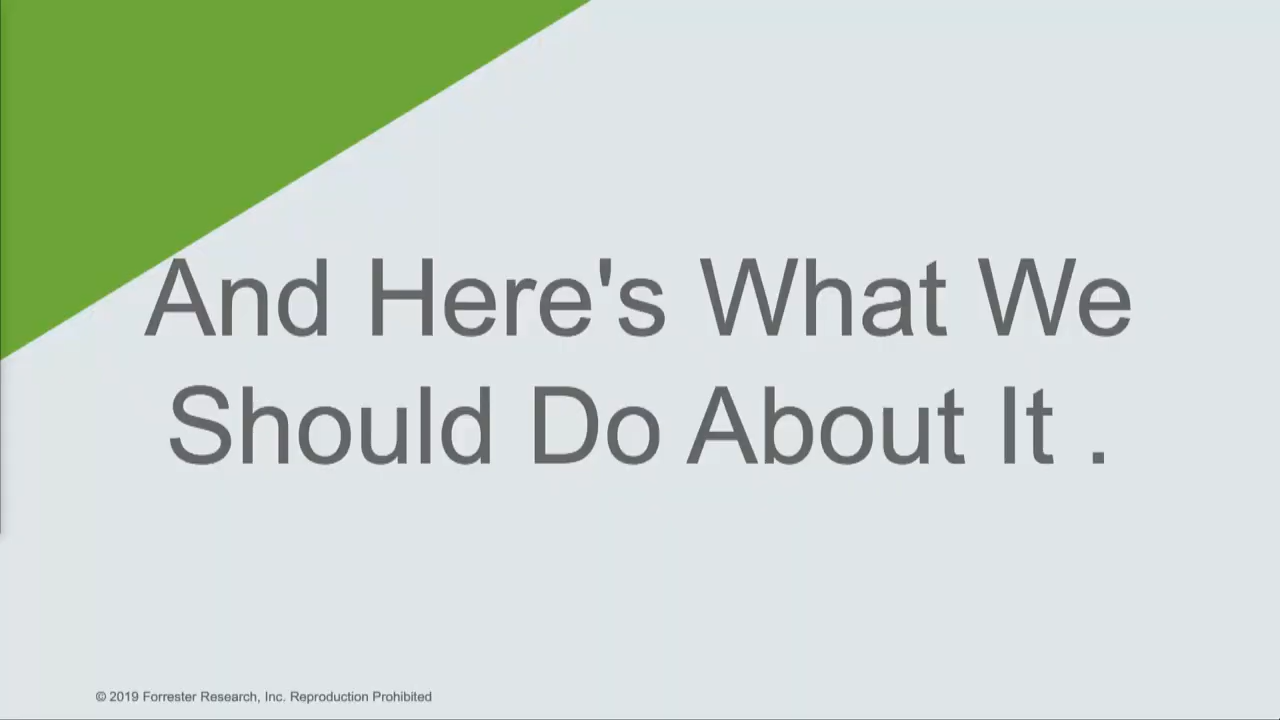 And Here's What We
Should Do About It .
© 2019 Forrester Research, Inc. Reproduction Prohibited